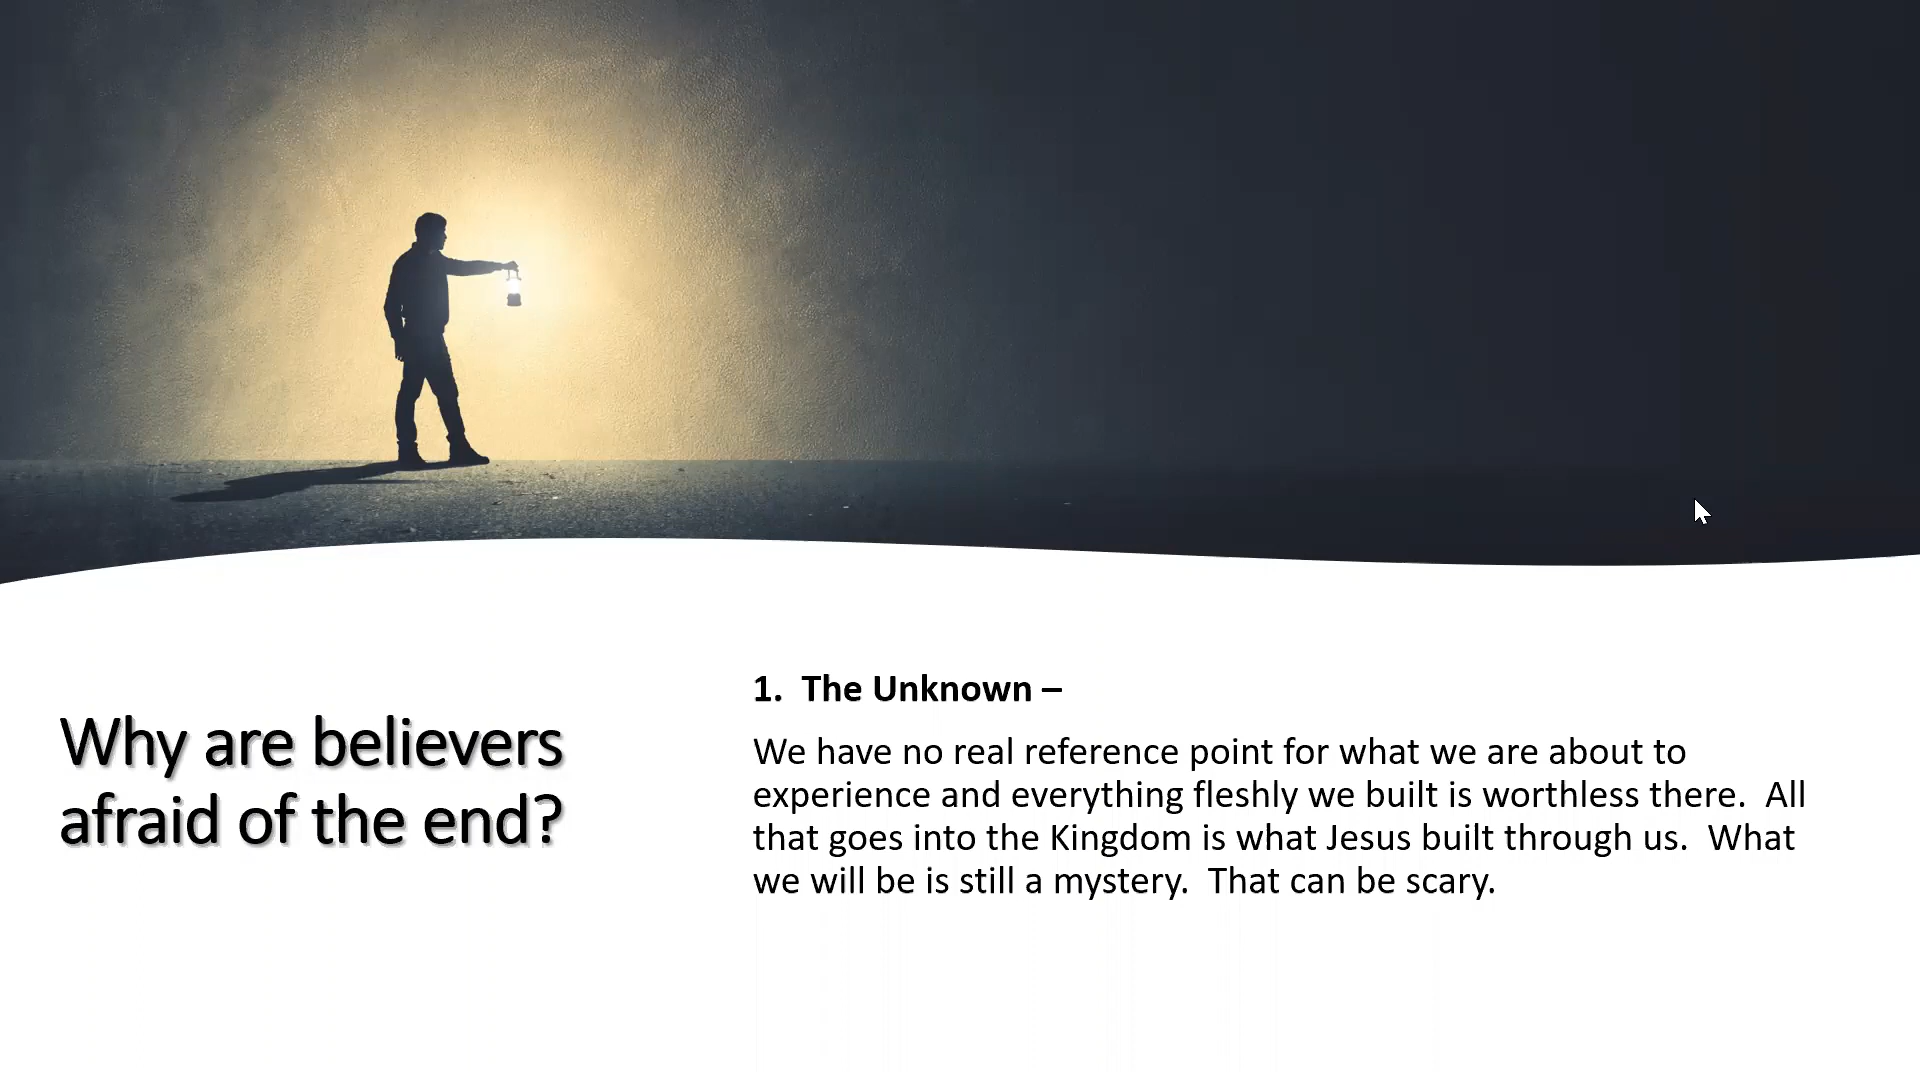 Why are believers
afraid of the end?
1.  The Unknown –
We have no real reference point for what we are about to
experience and everything fleshly we built is worthless there.  All
that goes into the Kingdom is what Jesus built through us.  What
we will be is still a mystery.  That can be scary.